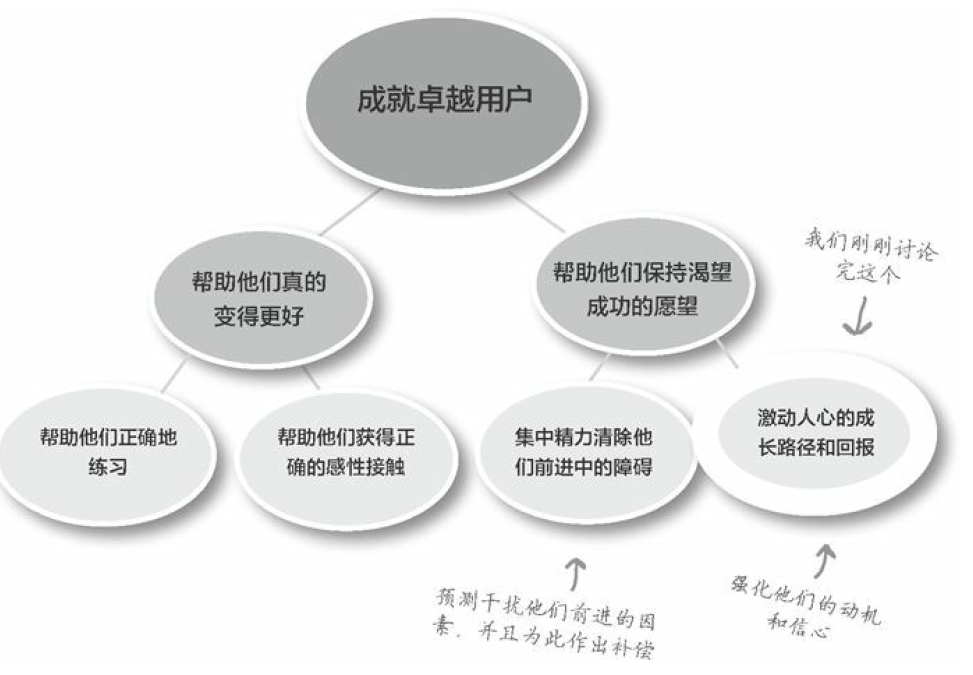 成就卓越用户
帮助他们真的
变得更好
帮助他们保持渴望
成功的愿望
我们刚刚讨论
完这个
帮助他们正确地
练习
帮助他们获得正
确的感性接触
集中精力清除他
们前进中的障碍
激动人心的成
长路径和回报
预测干扰他们前进的因
素，并且为此作出补偿
强化他们的动机
和信心